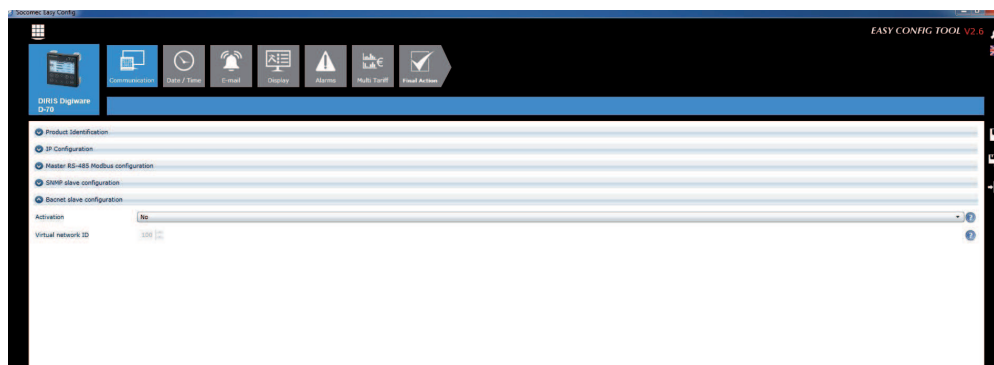 Socomec Easy Config
EASY CONFIG TOOL V2.6
Communication
Date / Time
E-mail
Display
Alarms
Multi Tariff
Final Action
DIRIS Digiware
D-70
Product Identification
IP Configuration
Master RS-485 Modbus configuration
SNMP slave configuration
Bacnet slave configuration
Activation No ?
Virtual network ID 100 ?